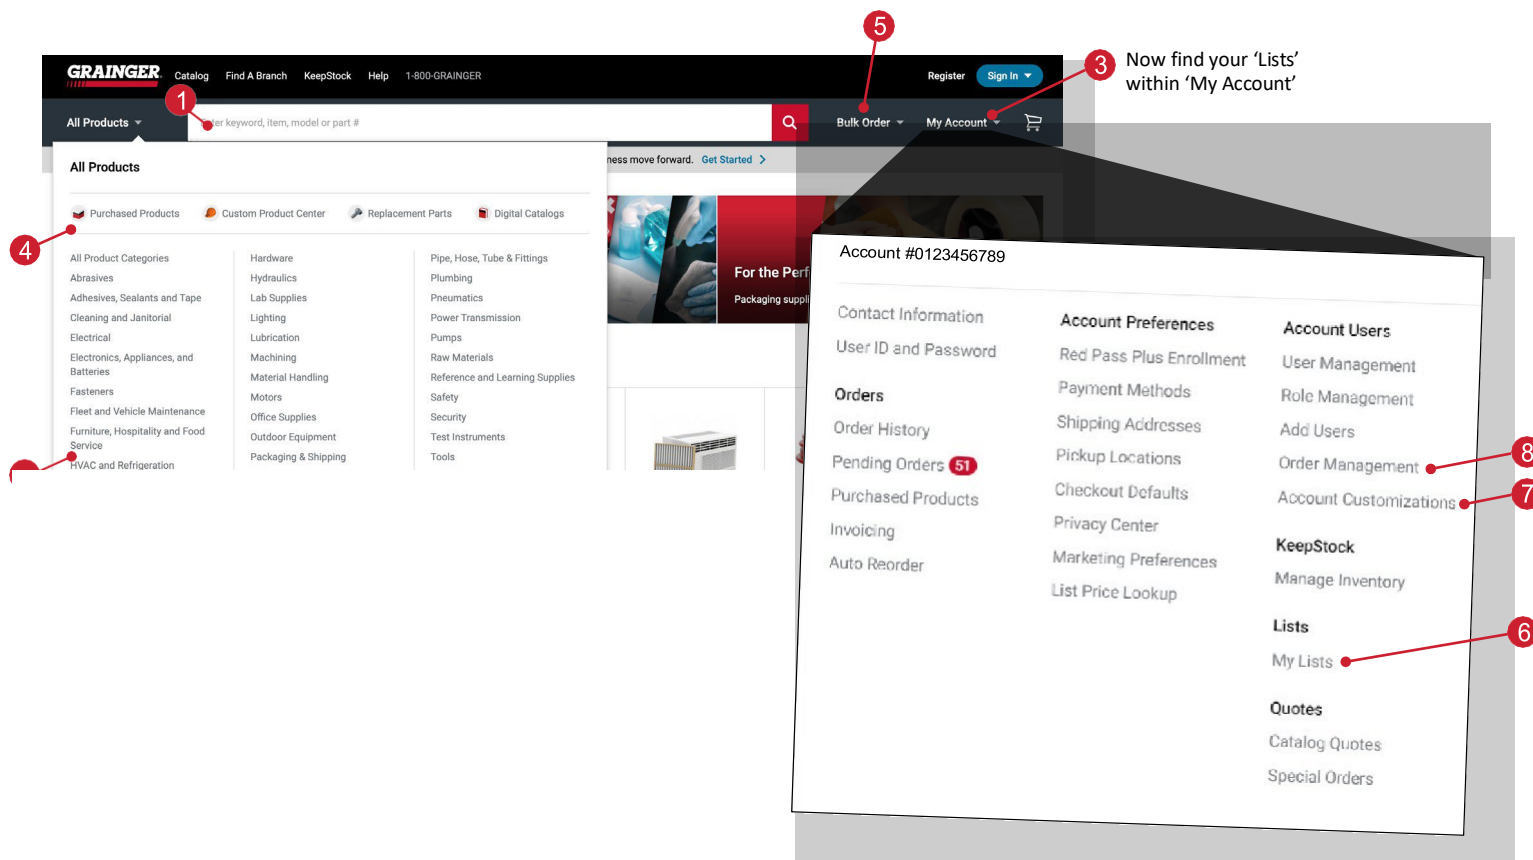 5
GRAINGER
Catalog Find A Branch KeepStock Help 1-800-GRAINGER
Register Sign In
3 Now find your ‘Lists’
within ‘My Account’
1
All Products
keyword, item, model or part #
Bulk Order My Account
ness move forward. Get Started
All Products
Purchased Products Custom Product Center Replacement Parts Digital Catalogs
4
All Product Categories
Abrasives
Adhesives, Sealants and Tape
Cleaning and Janitorial
Electrical
Electronics, Appliances, and
Batteries
Fasteners
Fleet and Vehicle Maintenance
Furniture, Hospitality and Food
Service
HVAC and Refrigeration
Hardware
Hydraulics
Lab Supplies
Lighting
Lubrication
Machining
Material Handling
Motors
Office Supplies
Outdoor Equipment
Packaging & Shipping
Pipe, Hose, Tube & Fittings
Plumbing
Pneumatics
Power Transmission
Pumps
Raw Materials
Reference and Learning Supplies
Safety
Security
Test Instruments
Tools
For the Perf
Packaging suppli
Account #0123456789
Contact Information
User ID and Password
Orders
Order History
Pending Orders 51
Purchased Products
Invoicing
Auto Reorder
Account Preferences
Red Pass Plus Enrollment
Payment Methods
Shipping Addresses
Pickup Locations
Checkout Defaults
Privacy Center
Marketing Preferences
List Price Lookup
Account Users
User Management
Role Management
Add Users
Order Management 8
Account Customizations 7
KeepStock
Manage Inventory
Lists
My Lists 6
Quotes
Catalog Quotes
Special Orders